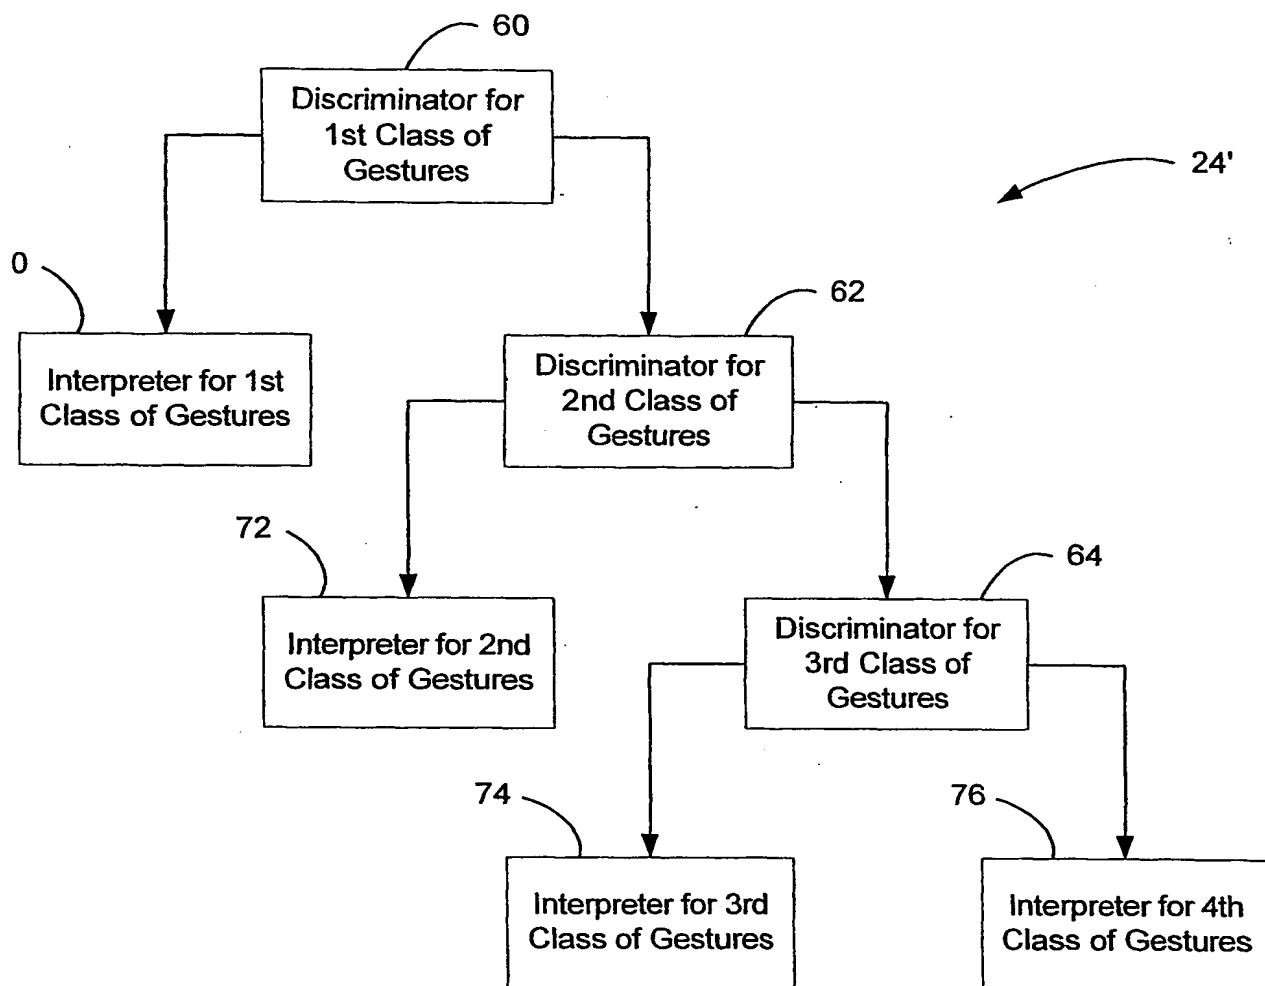 60
Discriminator for
1st Class of
Gestures
24'
0
62
Interpreter for 1st
Class of Gestures
Discriminator for
2nd Class of
Gestures
72
64
Interpreter for 2nd
Class of Gestures
Discriminator for
3rd Class of
Gestures
74
76
Interpreter for 3rd
Class of Gestures
Interpreter for 4th
Class of Gestures